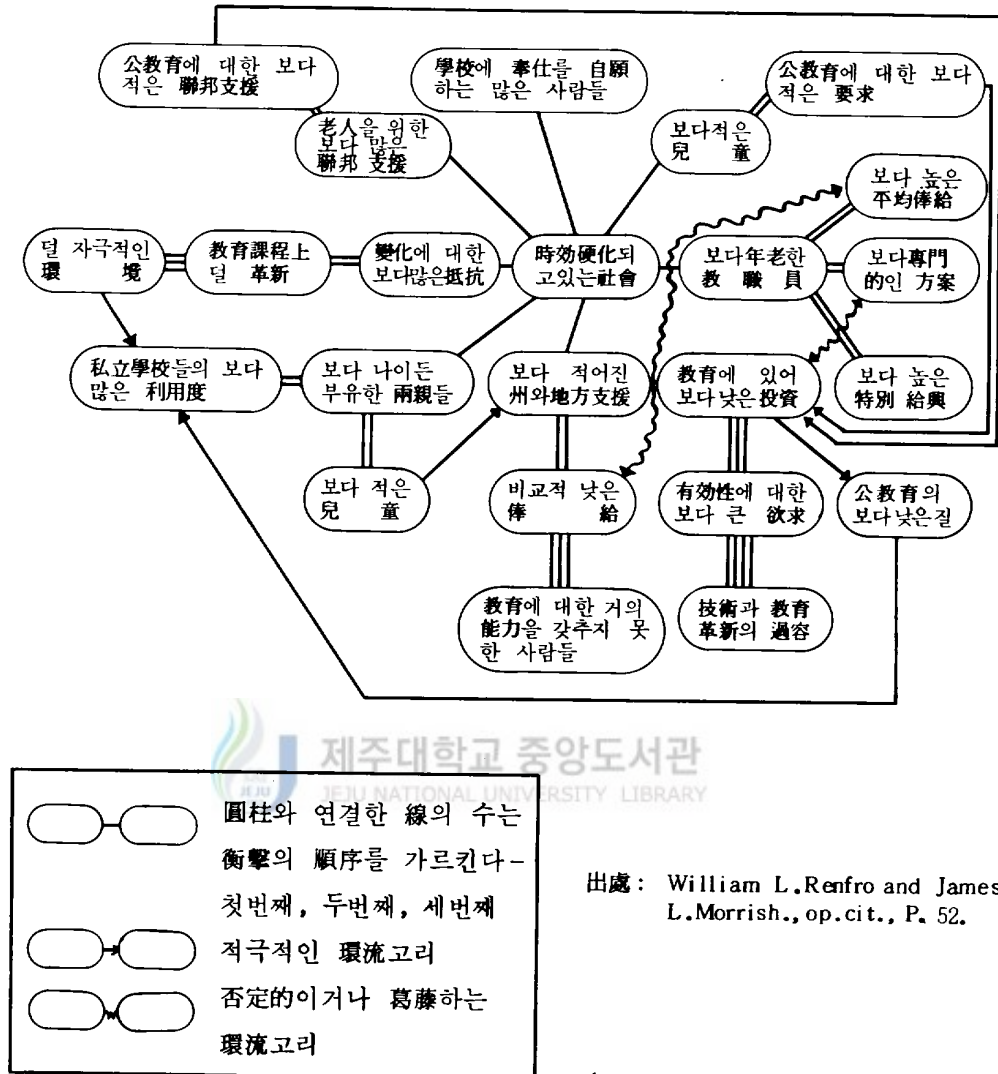 公教育에 대한 보다
적은 聯邦支援
學校에 奉仕를 自願
하는 많은 사람들
公教育에 대한 보다
적은 要求
老人을 위한
보다 많은
聯邦 支援
보다적은
兒 童
보다 높은
平均俸給
덜 자극적인
環 境
教育課程上
덜 革新
變化에 대한
보다많은抵抗
時効硬化되
고있는社會
보다年老한
教 職 員
보다專門
的인 方案
私立學校들의 보다
많은 利用度
보다 나이든
부유한 兩親들
보다 적어진
州와地方支援
教育에 있어
보다낮은投資
보다 높은
特別 給與
보다 적은
兒 童
비교적 낮은
俸 給
有効性에 대한
보다 큰 欲求
公教育의
보다낮은질
教育에 대한 거의
能力을 갖추지 못
한 사람들
技術과 教育
革新의 過容
제주대학교 중앙도서관
JEJU NATIONAL UNIVERSITY LIBRARY
JEJU
圓柱와 연결한 線의 수는
衝擊의 順序를 가르킨다-
첫번째, 두번째, 세번째
적극적인 環流고리
否定的이거나 葛藤하는
環流고리
出處: William L.Renfro and James
L.Morrish., op.cit., P. 52.